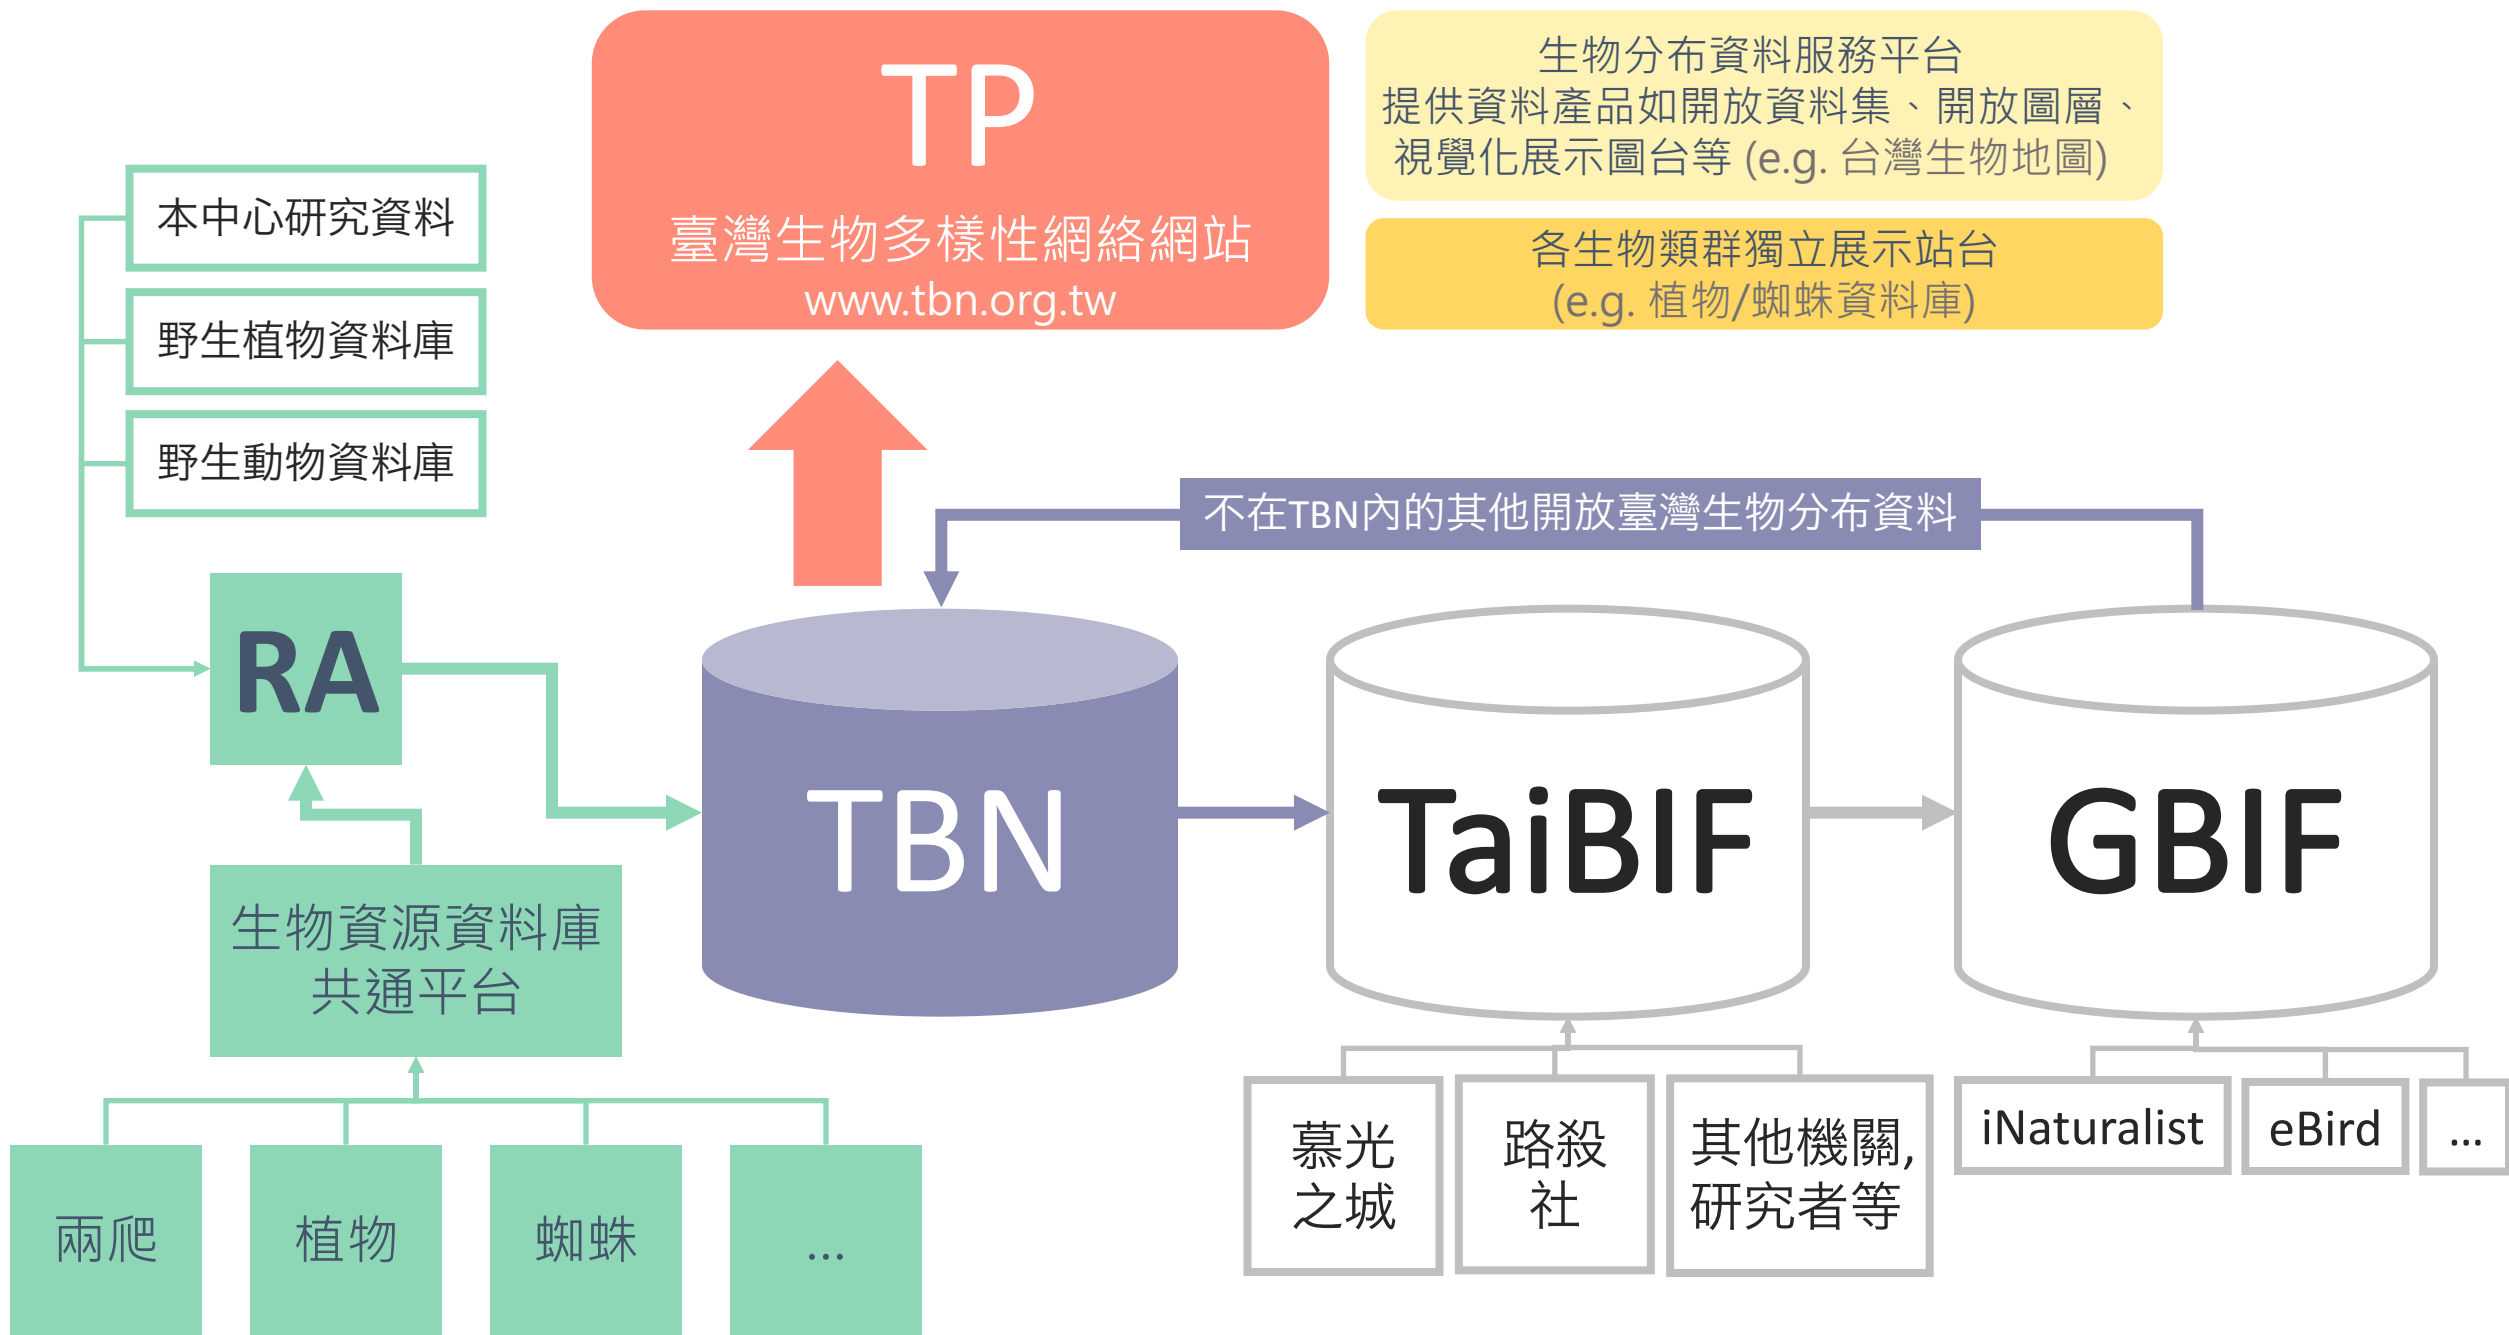 TP
臺灣生物多樣性網絡網站
www.tbn.org.tw
生物分布資料服務平台
提供資料產品如開放資料集、開放圖層、
視覺化展示圖台等 (e.g. 台灣生物地圖)
各生物類群獨立展示站台
(e.g. 植物/蜘蛛資料庫)
本中心研究資料
野生植物資料庫
野生動物資料庫
不在TBN內的其他開放臺灣生物分布資料
RA
TBN
TaiBIF
GBIF
生物資源資料庫
共通平台
兩爬
植物
蜘蛛
...
慕光
之城
路殺
社
其他機關,
研究者等
iNaturalist
eBird
...